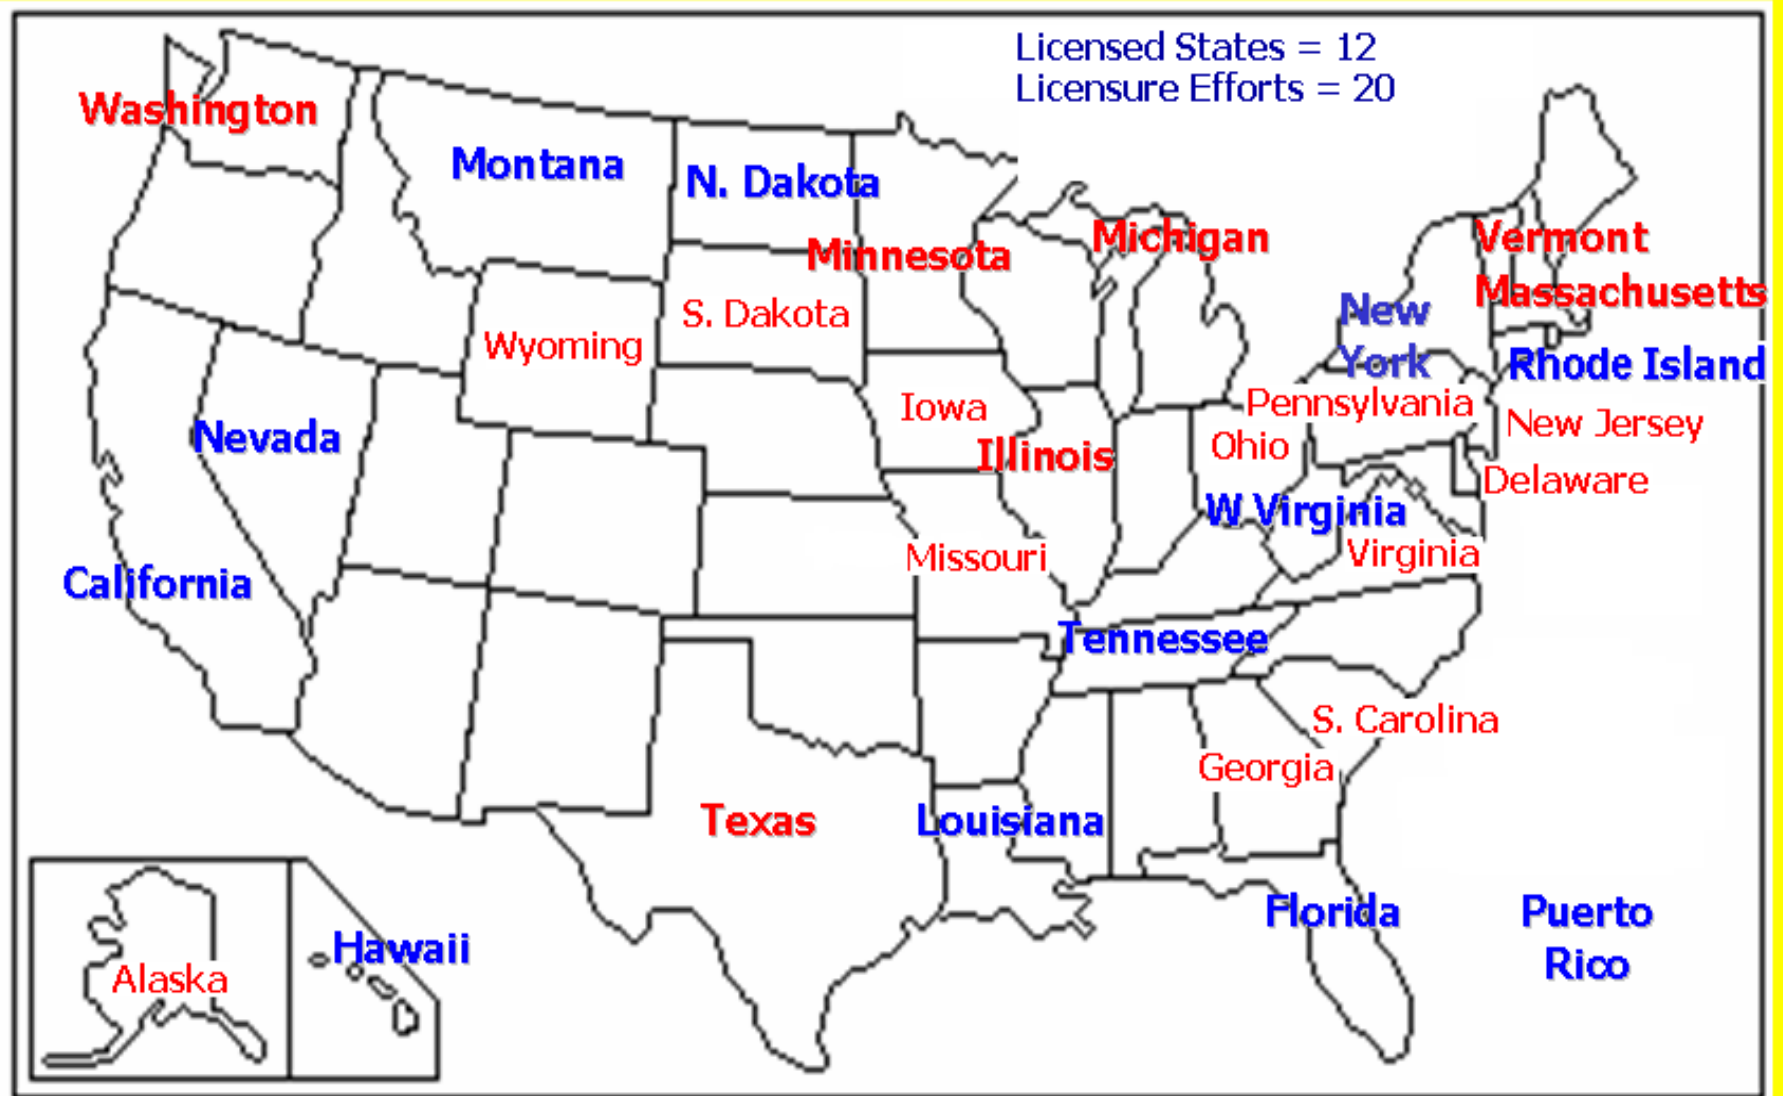 Licensed States = 12
Licensure Efforts = 20
Washington
Montana
N. Dakota
Minnesota
Michigan
Vermont
Massachusetts
New
York
Rhode Island
S. Dakota
Wyoming
Iowa
Pennsylvania
New Jersey
Nevada
Illinois
Ohio
Delaware
W Virginia
Virginia
Missouri
California
Tennessee
S. Carolina
Georgia
Texas
Louisiana
Florida
Puerto
Rico
Hawaii
Alaska